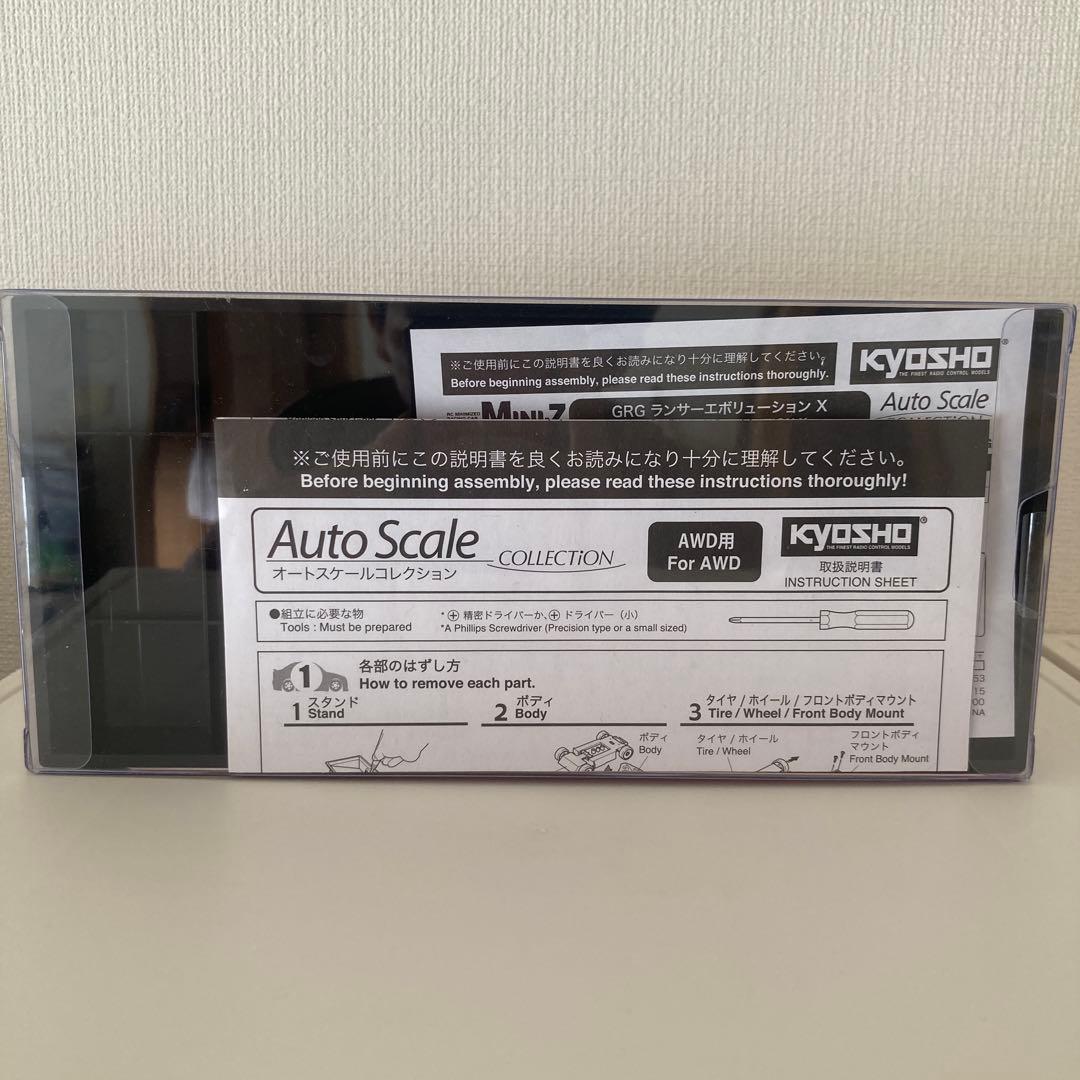 ※ご使用前にこの説明書を良くお読みになり十分に理解してください。
Before beginning assembly, please read these instructions thoroughly.
KYOSHO®
THE FINEST RADIO CONTROL MODELS
MINI-Z
GRG ランサーエボリューション X
Auto Scale
COLLECTION
※ご使用前にこの説明書を良くお読みになり十分に理解してください。
Before beginning assembly, please read these instructions thoroughly!
Auto Scale COLLECTION
オートスケールコレクション
AWD用
For AWD
KYOSHO®
THE FINEST RADIO CONTROL MODELS
取扱説明書
INSTRUCTION SHEET
●組立に必要な物
Tools : Must be prepared
*⊕ 精密ドライバーか、⊕ ドライバー（小）
*A Phillips Screwdriver (Precision type or a small sized)
1 各部のはずし方
How to remove each part.
1 スタンド
Stand
2 ボディ
Body
3 タイヤ / ホイール / フロントボディマウント
Tire / Wheel / Front Body Mount
ボディ
Body
タイヤ / ホイール
Tire / Wheel
フロントボディ
マウント
Front Body Mount
53
15
00
NA